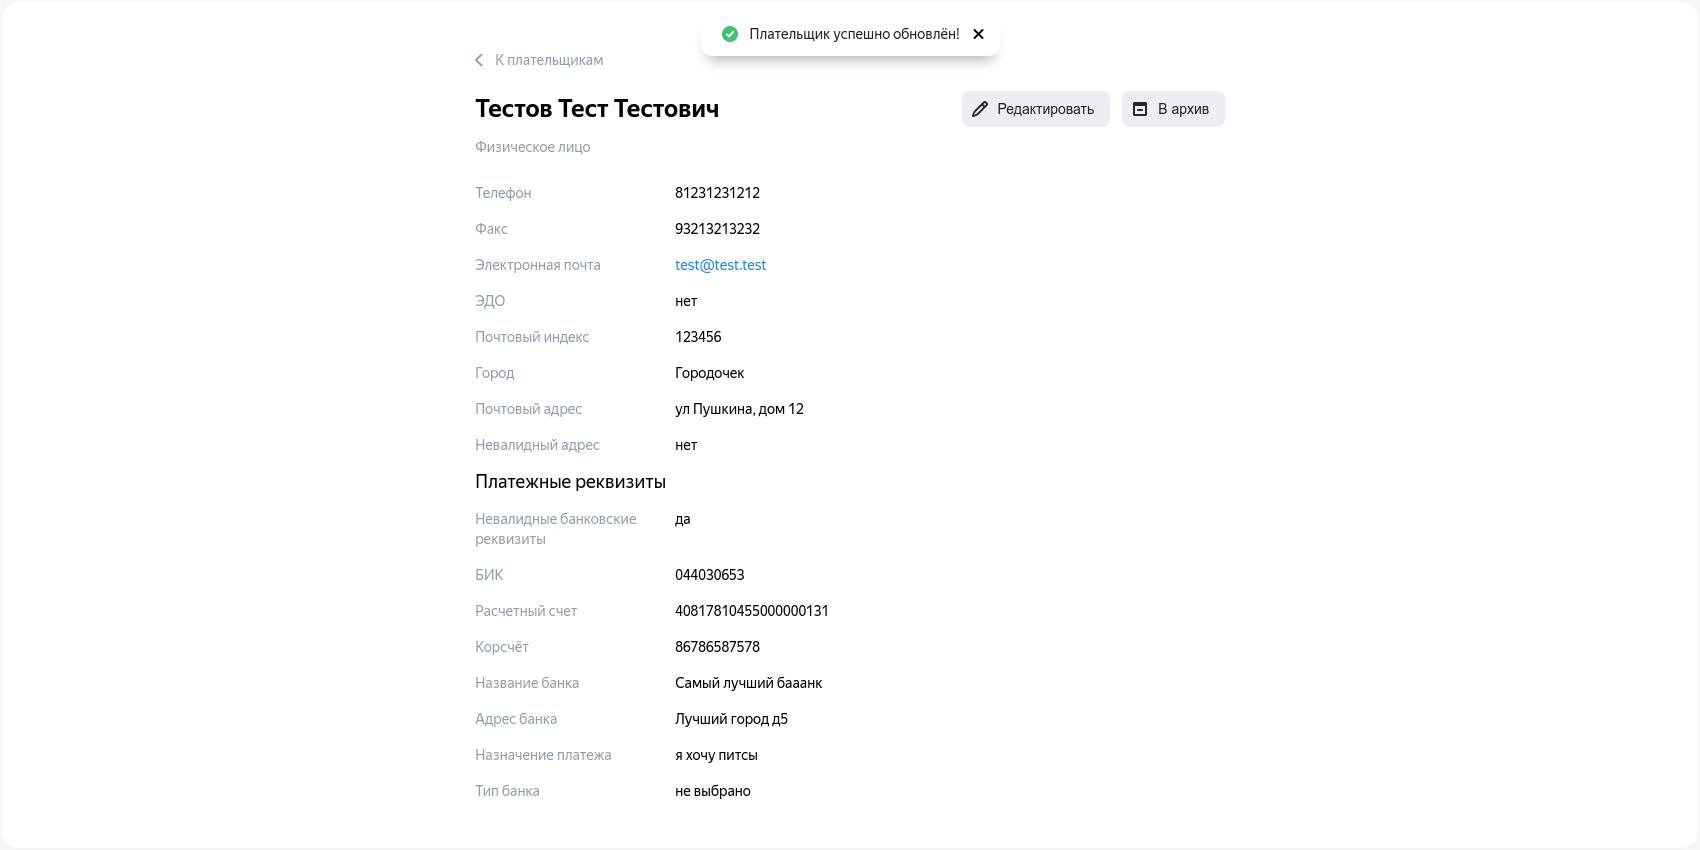 Плательщик успешно обновлён!
К плательщикам
Тестов Тест Тестович
Редактировать
В архив
Физическое лицо
Телефон 81231231212
Факс 93213213232
Электронная почта test@test.test
ЭДО нет
Почтовый индекс 123456
Город Городочек
Почтовый адрес ул Пушкина, дом 12
Невалидный адрес нет
Платежные реквизиты
Невалидные банковские да
реквизиты
БИК 044030653
Расчетный счет 40817810455000000131
Корсчёт 86786587578
Название банка Самый лучший бааанк
Адрес банка Лучший город д5
Назначение платежа я хочу питсы
Тип банка не выбрано